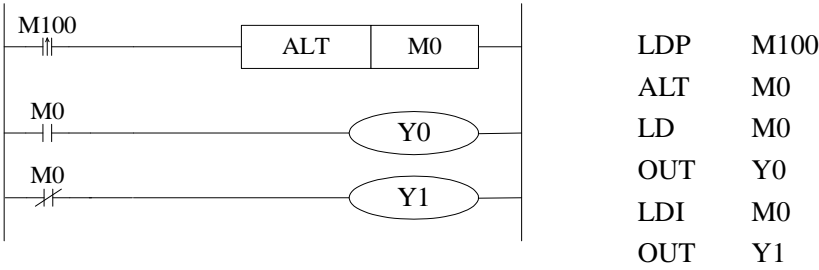 M100
ALT M0
M0
Y0
M0
Y1
LDP M100
ALT M0
LD M0
OUT Y0
LDI M0
OUT Y1